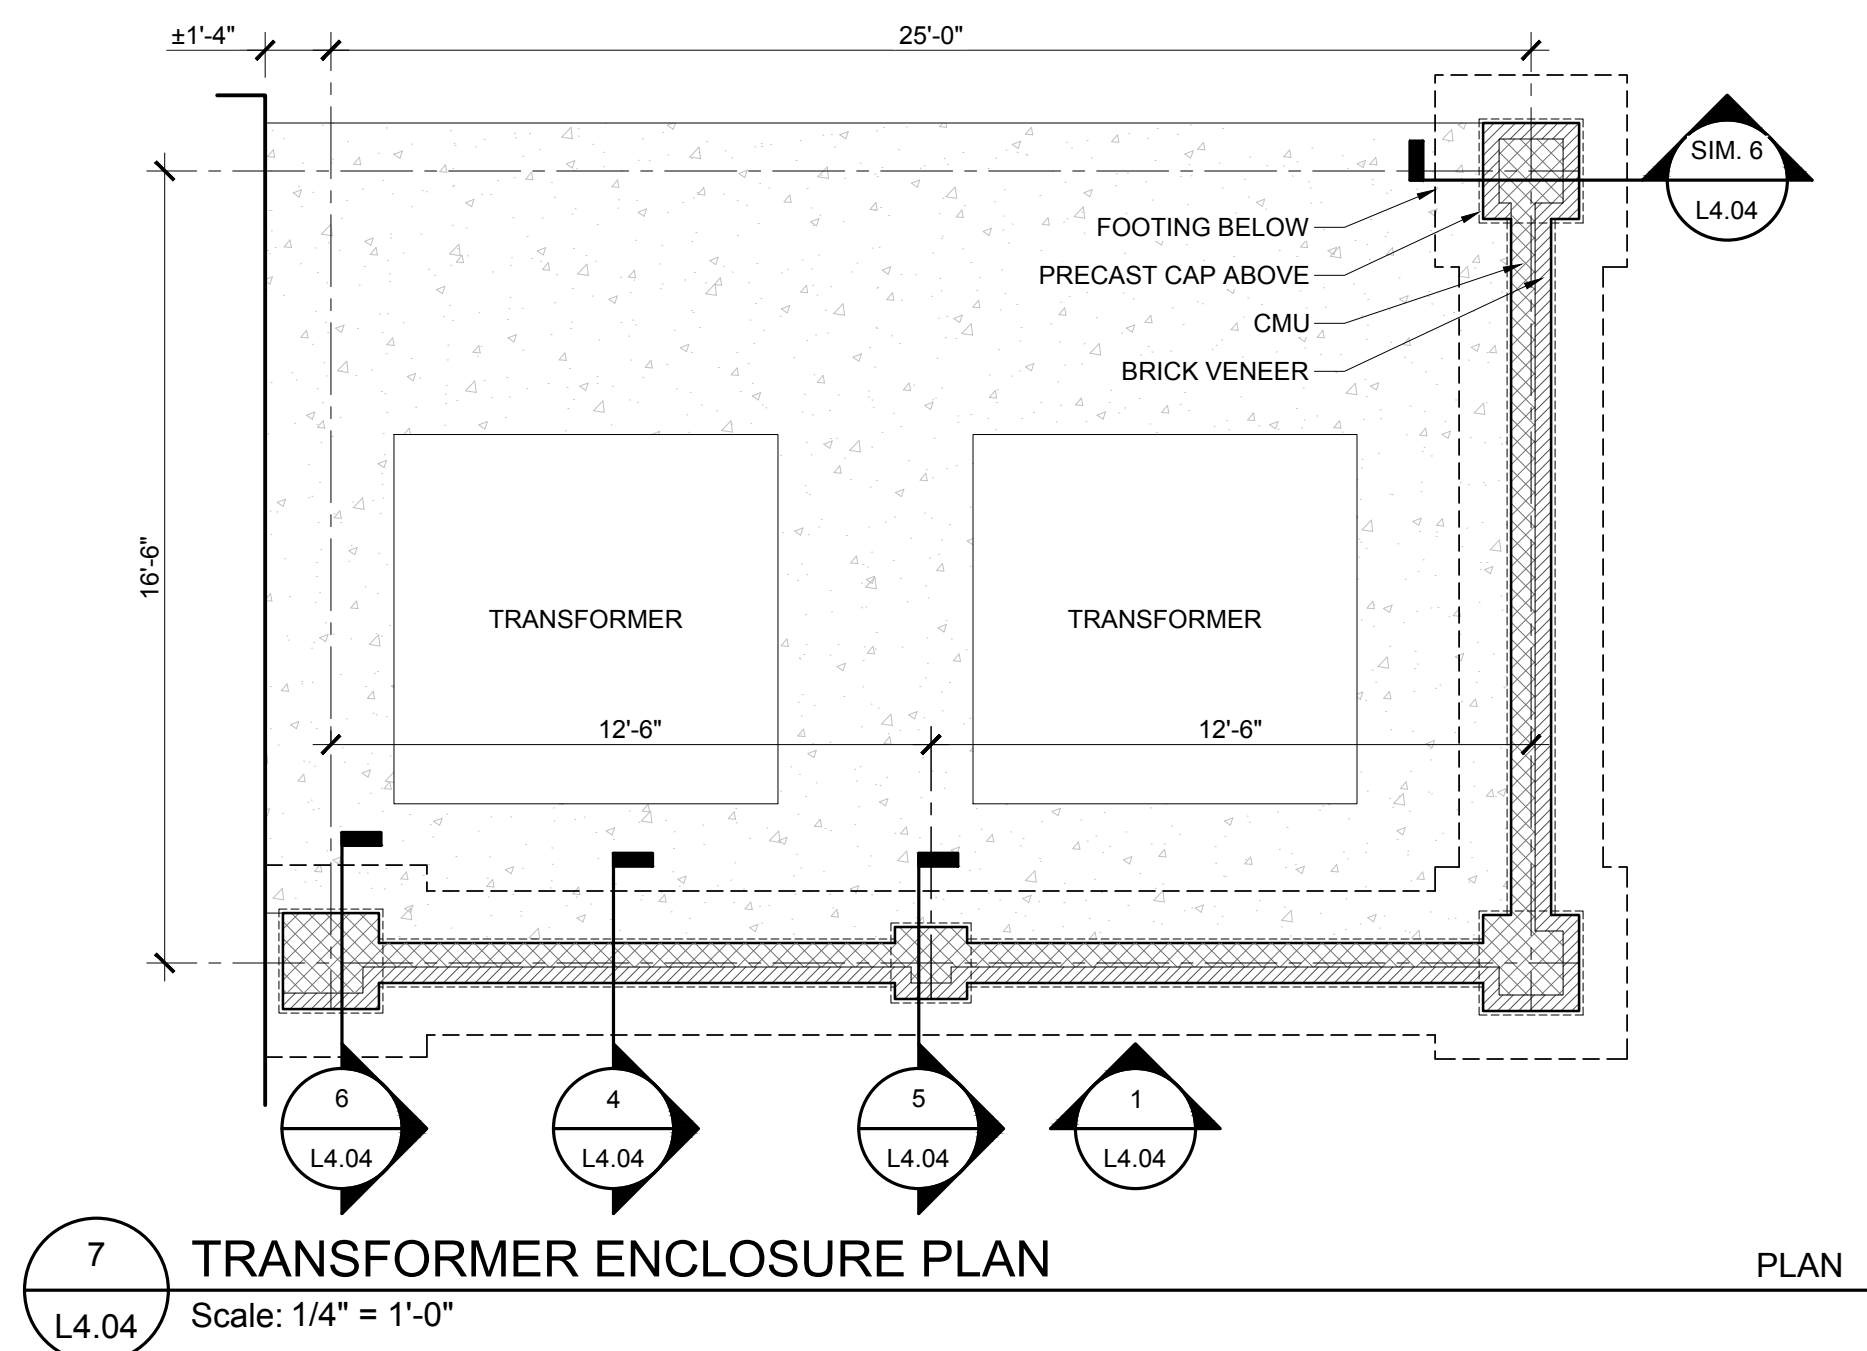 ±1'-4"
25'-0"
SIM. 6
L4.04
FOOTING BELOW
PRECAST CAP ABOVE
CMU
BRICK VENEER
16'-6"
TRANSFORMER
TRANSFORMER
12'-6"
12'-6"
6
L4.04
4
L4.04
5
L4.04
1
L4.04
7
L4.04
TRANSFORMER ENCLOSURE PLAN
PLAN
Scale: 1/4" = 1'-0"